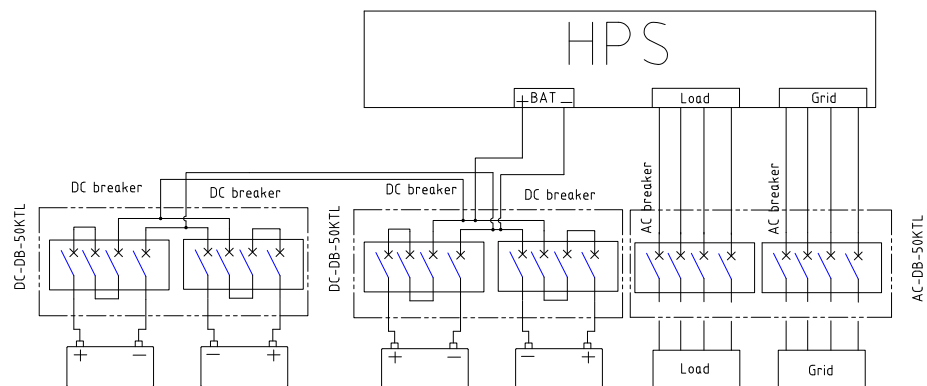 HPS
+ BAT −
Load
Grid
DC breaker
DC breaker
DC breaker
DC breaker
AC breaker
AC breaker
DC-DB-50KTL
DC-DB-50KTL
AC-DB-50KTL
+ −
− +
+ −
− +
Load
Grid